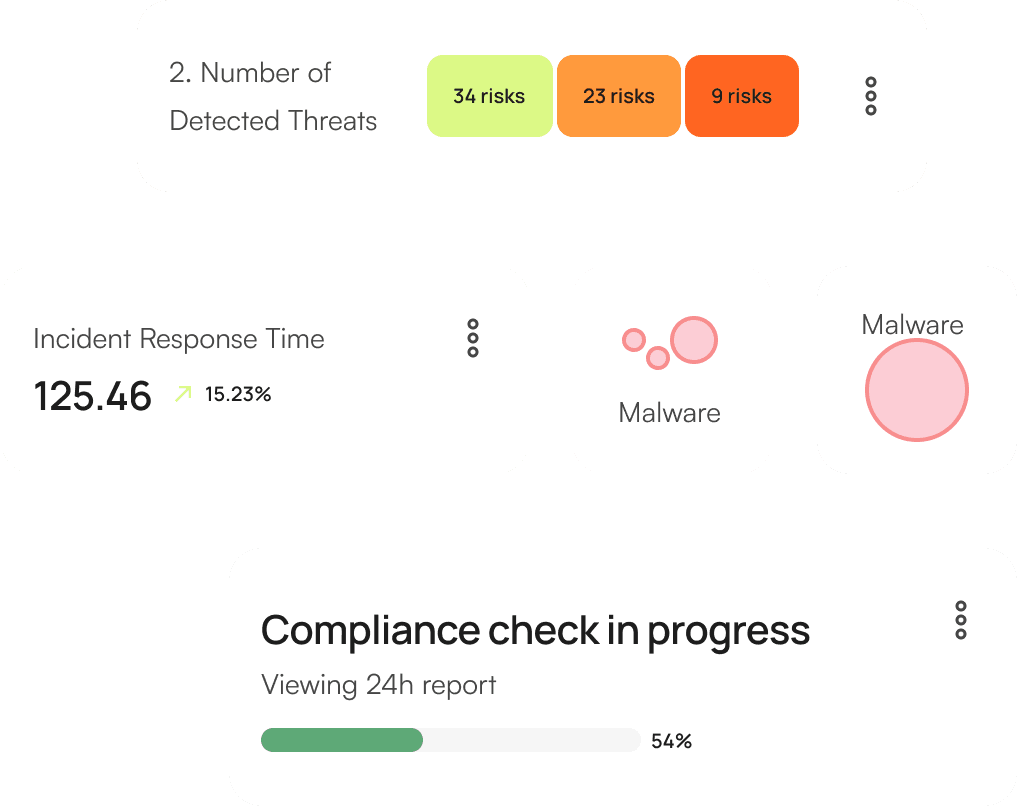 2. Number of
Detected Threats
34 risks
23 risks
9 risks
Incident Response Time
125.46
15.23%
Malware
Malware
Compliance check in progress
Viewing 24h report
54%